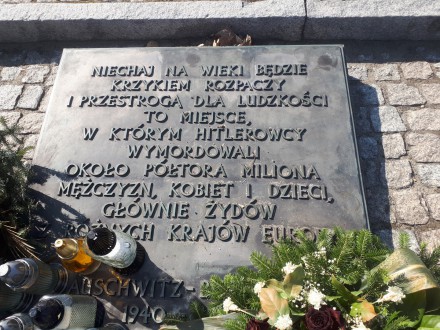 NIECHAJ NA WIEKI BĘDZIE
KRZYKIEM ROZPACZY
I PRZESTROGĄ DLA LUDZKOŚCI
TO MIEJSCE,
W KTÓRYM HITLEROWCY
WYMORDOWALI
OKOŁO PÓŁTORA MILIONA
MĘŻCZYZN, KOBIET I DZIECI,
GŁÓWNIE ŻYDÓW
KRAJÓW
AUSCHWITZ -
1940